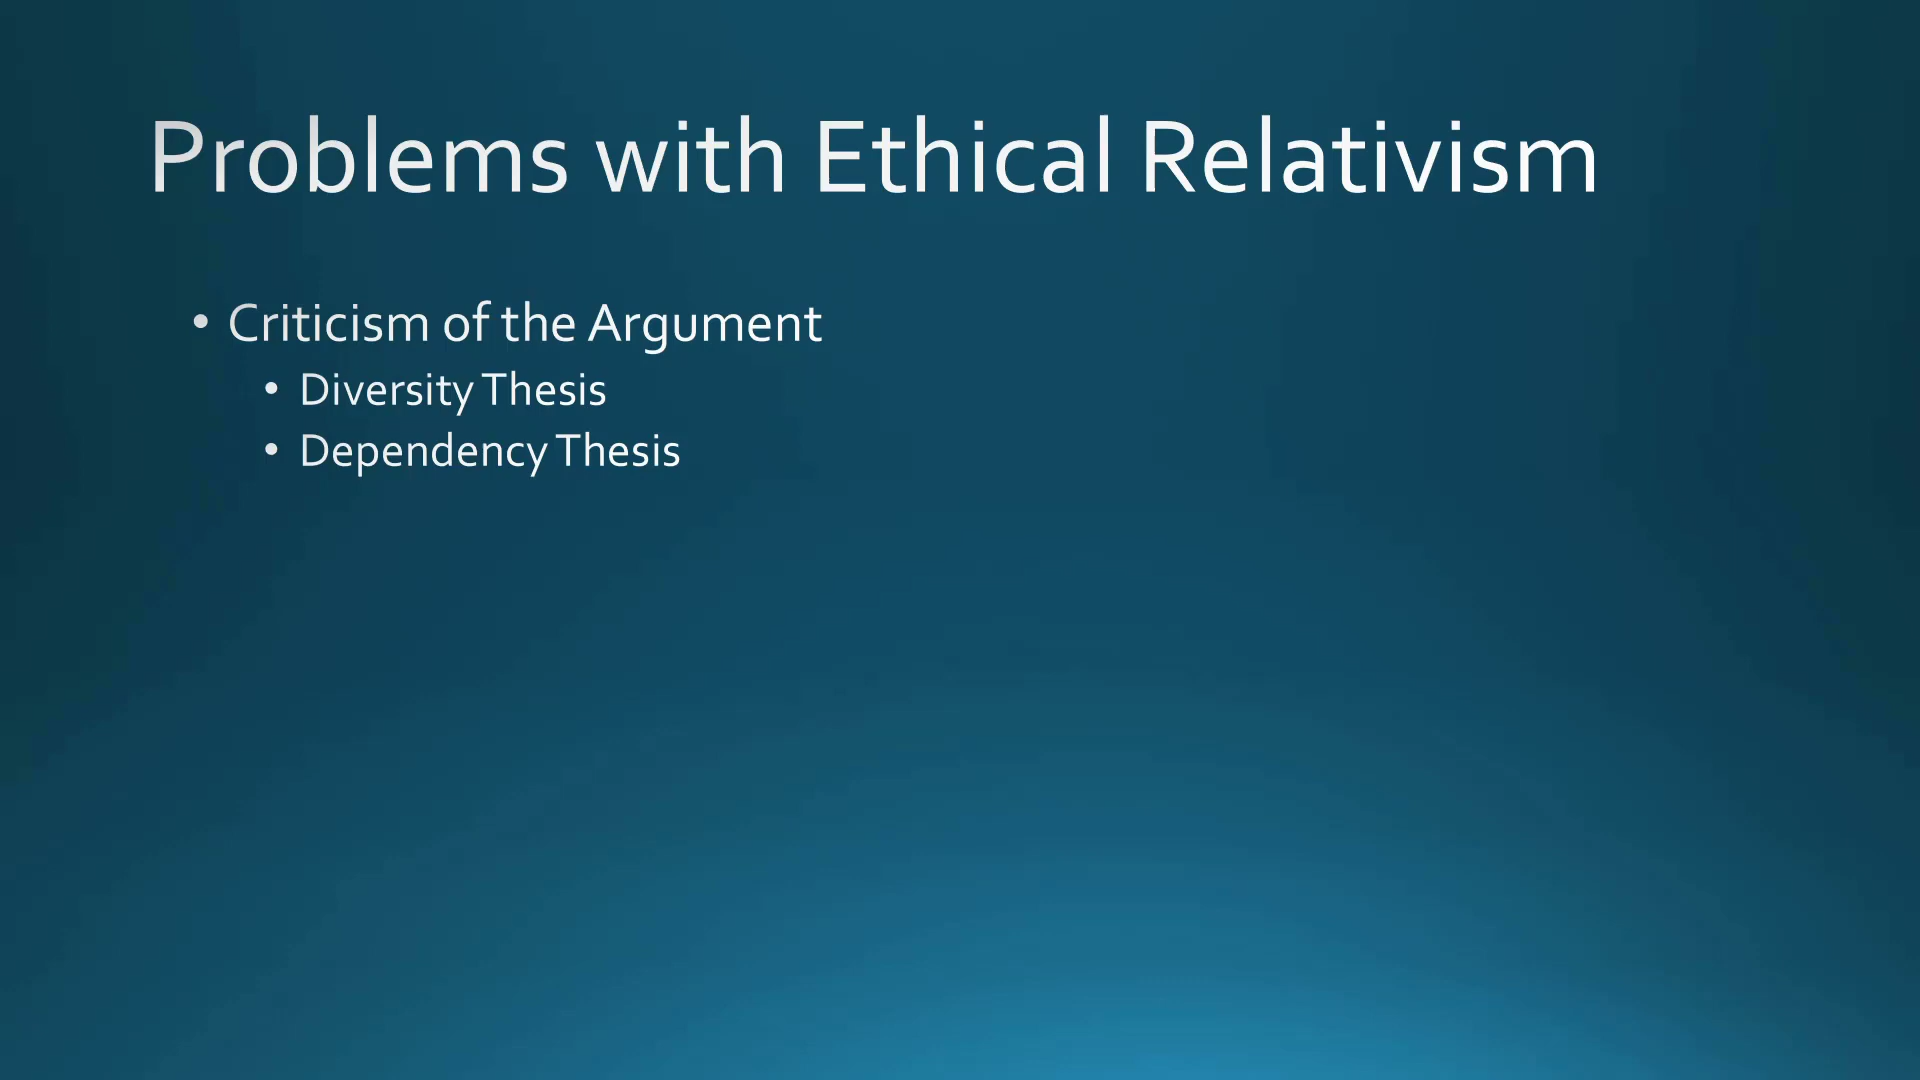 Problems with Ethical Relativism
• Criticism of the Argument
• Diversity Thesis
• Dependency Thesis